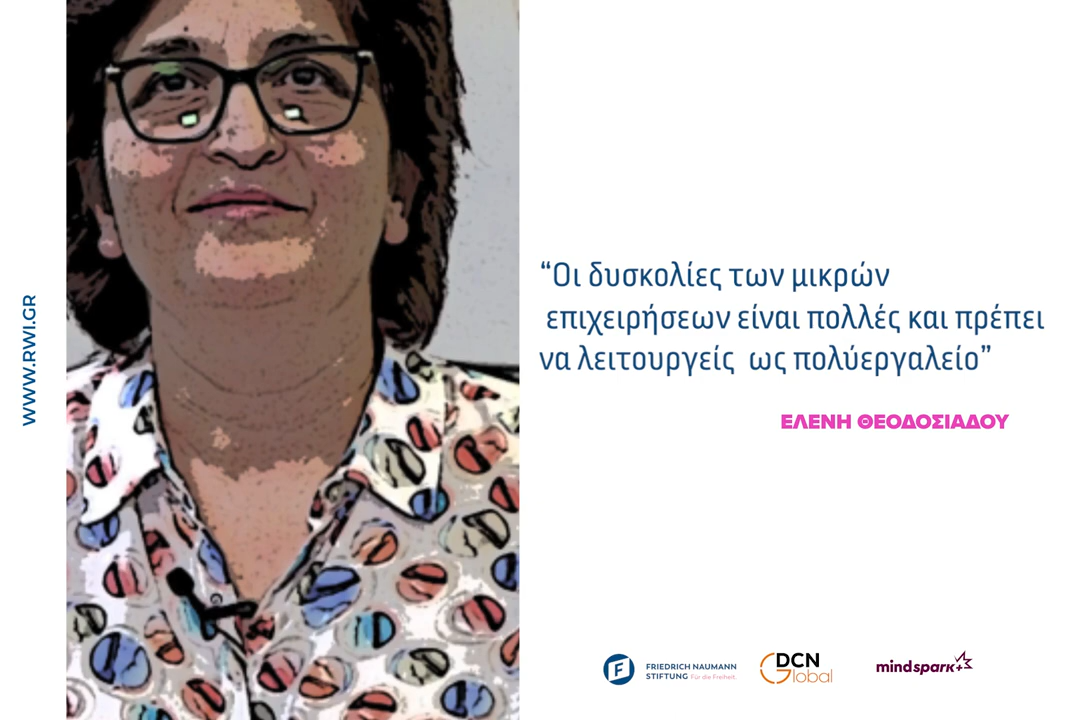 WWW.RWI.GR
“Οι δυσκολίες των μικρών
επιχειρήσεων είναι πολλές και πρέπει
να λειτουργείς ως πολύεργαλείο”
ΕΛΕΝΗ ΘΕΟΔΟΣΙΑΔΟΥ
F
FRIEDRICH NAUMANN
STIFTUNG Für die Freiheit.
DCN
Global
mindspark